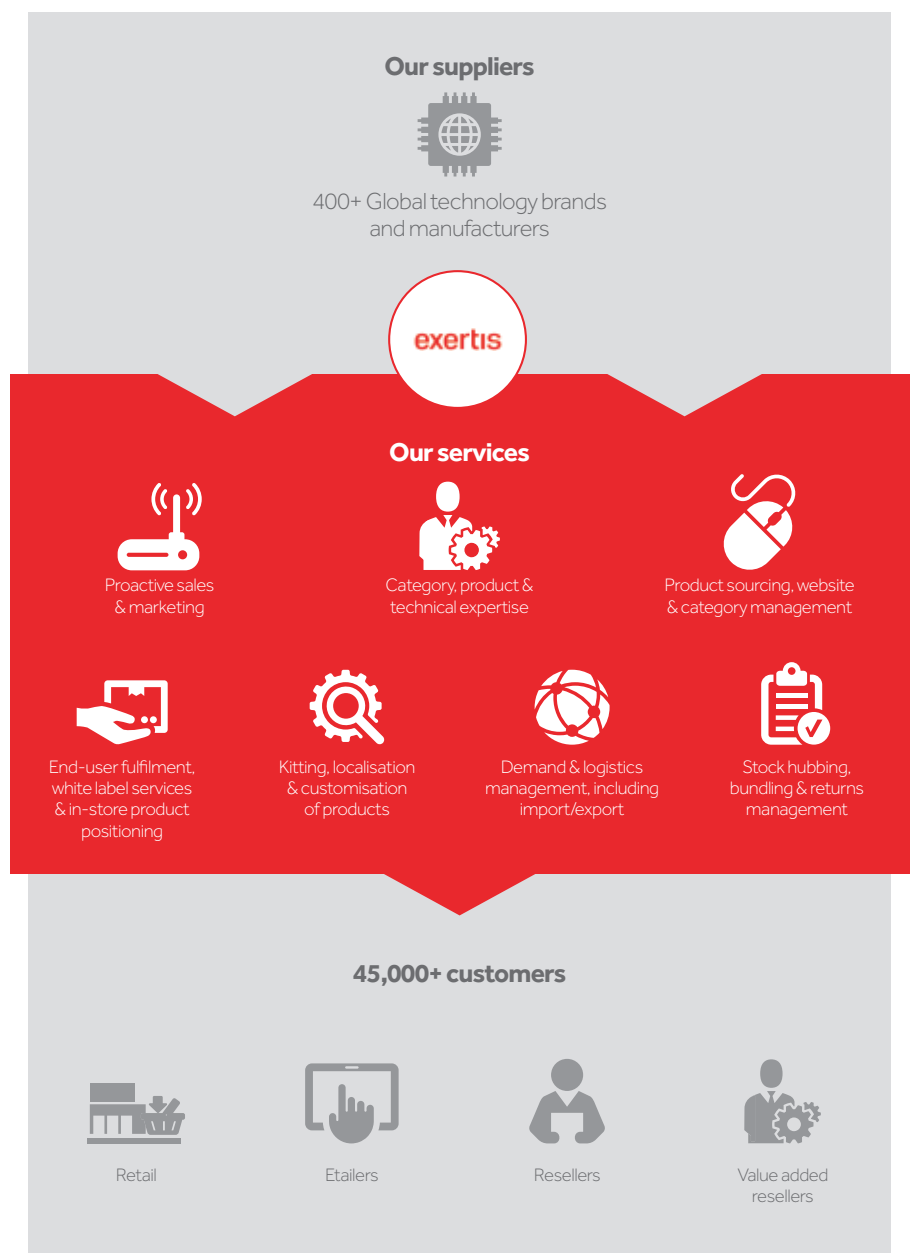 Our suppliers
400+ Global technology brands
and manufacturers
exertis
Our services
Proactive sales
& marketing
Category, product &
technical expertise
Product sourcing, website
& category management
End-user fulfilment,
white label services
& in-store product
positioning
Kitting, localisation
& customisation
of products
Demand & logistics
management, including
import/export
Stock hubbing,
bundling & returns
management
45,000+ customers
Retail
Etailers
Resellers
Value added
resellers